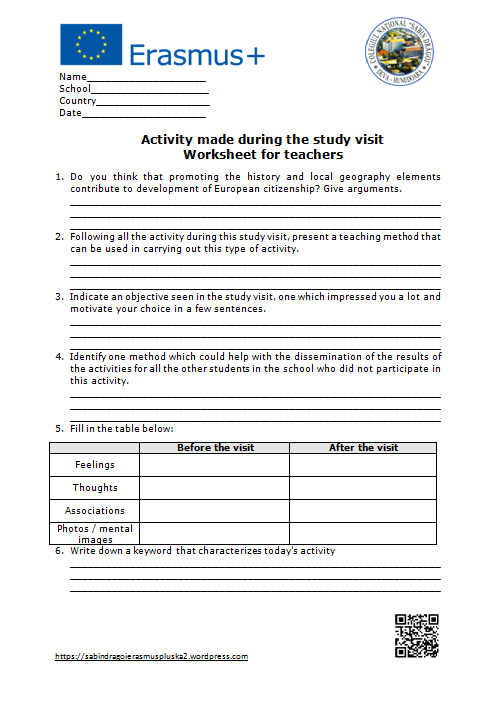 Erasmus+
COLEGIUL NATIONAL "SABIN DRĂGOI"
DEVA - HUNEDOARA
Name____________________
School____________________
Country___________________
Date_____________________
Activity made during the study visit
Worksheet for teachers
1. Do you think that promoting the history and local geography elements
contribute to development of European citizenship? Give arguments.
2. Following all the activity during this study visit, present a teaching method that
can be used in carrying out this type of activity.
3. Indicate an objective seen in the study visit, one which impressed you a lot and
motivate your choice in a few sentences.
4. Identify one method which could help with the dissemination of the results of
the activities for all the other students in the school who did not participate in
this activity.
5. Fill in the table below:
Before the visit After the visit
Feelings
Thoughts
Associations
Photos / mental
images
6. Write down a keyword that characterizes today's activity
https://sabindragoierasmuspluska2.wordpress.com